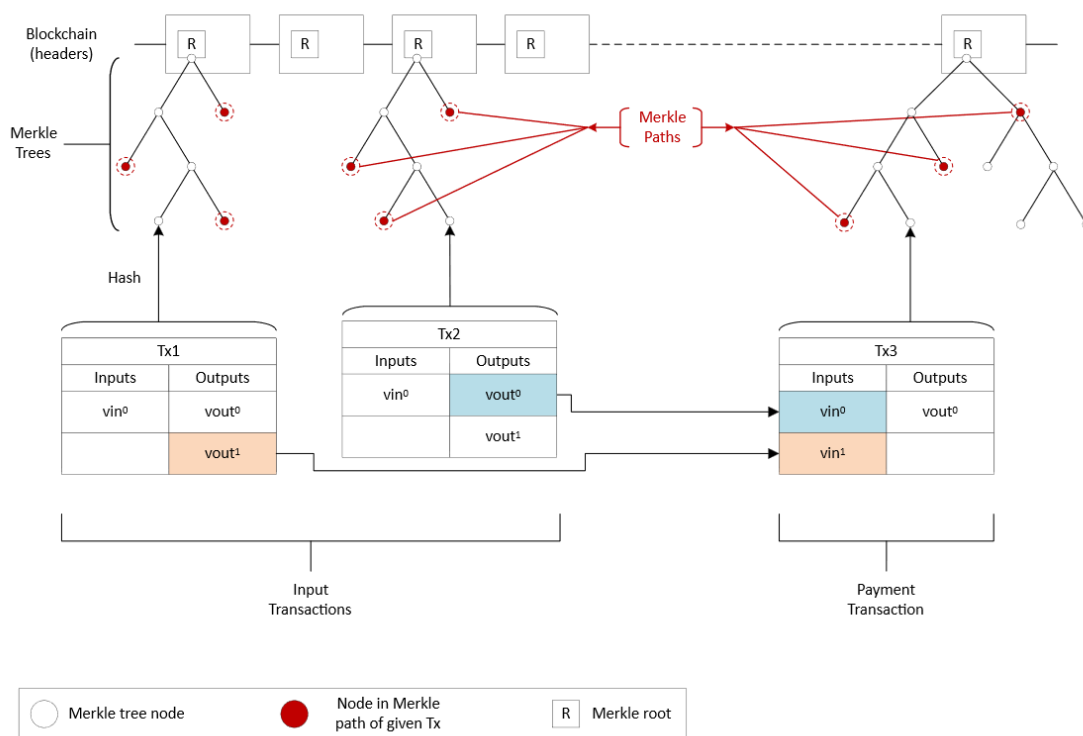 Blockchain
(headers)
R
R
R
R
R
Merkle
Trees
Merkle
Paths
Hash
Tx1
Inputs
Outputs
vin⁰
vout⁰
vout¹
Tx2
Inputs
Outputs
vin⁰
vout⁰
vout¹
Tx3
Inputs
Outputs
vin⁰
vout⁰
vin¹
Input
Transactions
Payment
Transaction
Merkle tree node
Node in Merkle
path of given Tx
R
Merkle root